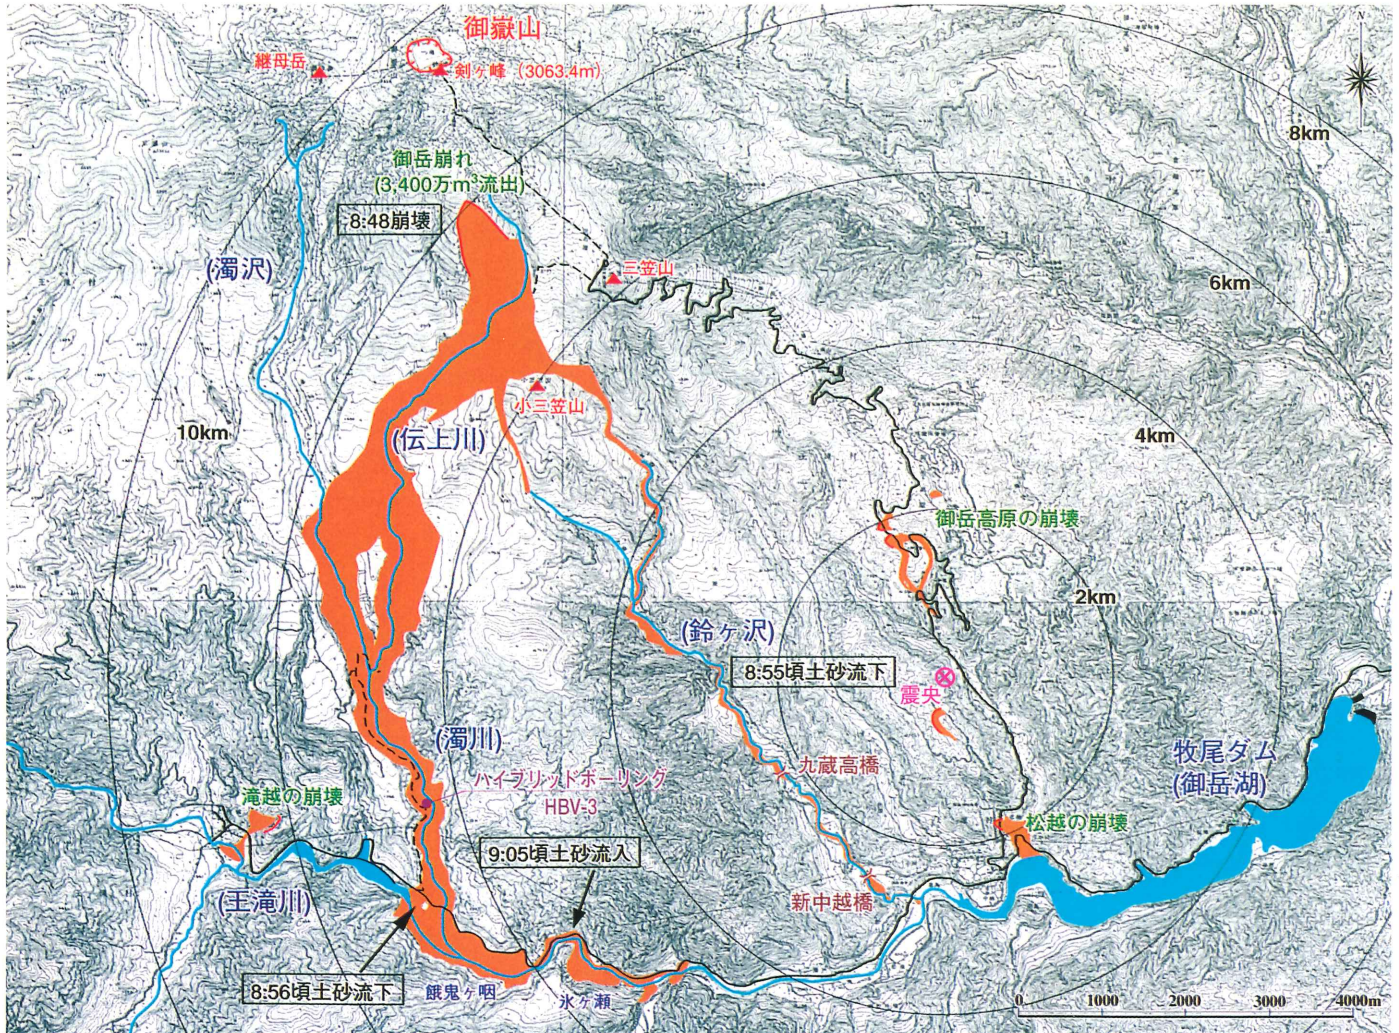 御嶽山
継母岳
剣ヶ峰 (3063.4m)
N
8km
御岳崩れ
(3,400万m³流出)
8:48崩壊
(濁沢)
三笠山
6km
小三笠山
10km
(伝上川)
4km
御岳高原の崩壊
2km
(鈴ヶ沢)
8:55頃土砂流下
震央
(濁川)
九蔵高橋
牧尾ダム
(御岳湖)
ハイブリッドボーリング
HBV-3
滝越の崩壊
松越の崩壊
9:05頃土砂流入
(王滝川)
新中越橋
8:56頃土砂流下
餓鬼ヶ咽
氷ヶ瀬
0 1000 2000 3000 4000m